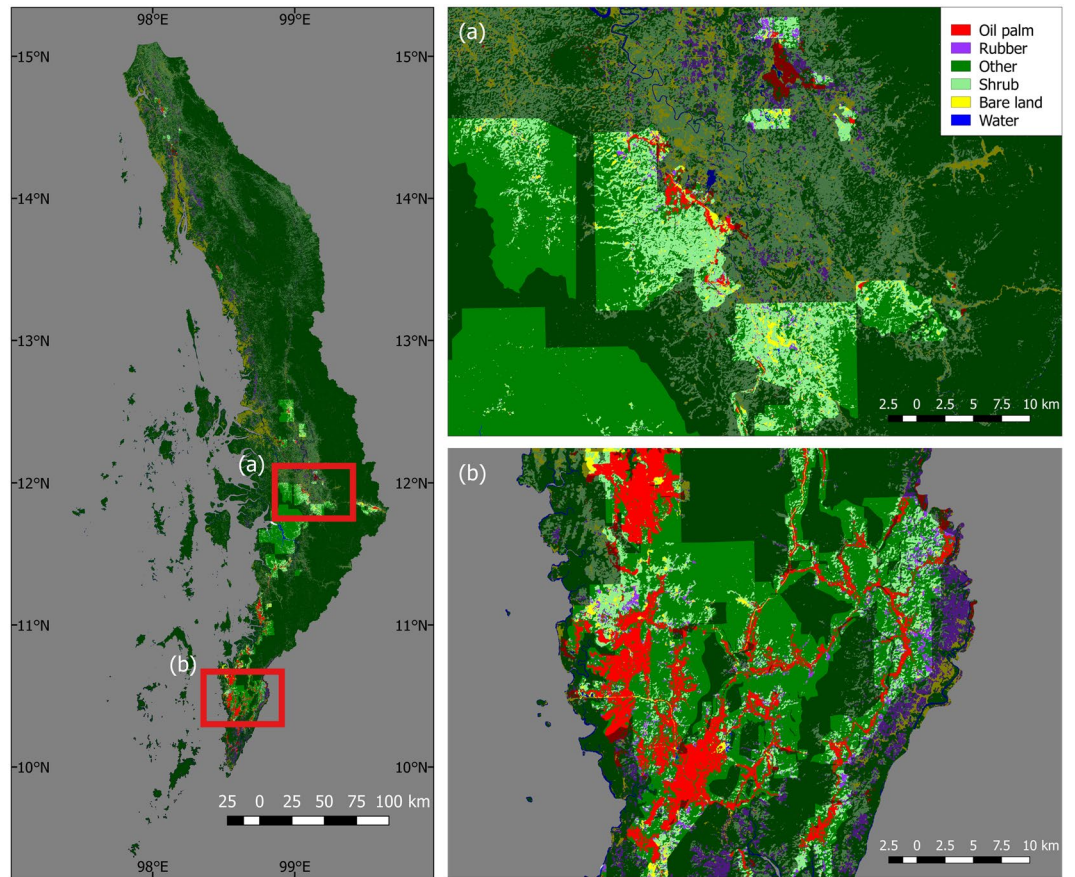 98°E 99°E
15°N 15°N
14°N 14°N
13°N 13°N
12°N 12°N
11°N 11°N
10°N 10°N
(a)
(b)
25 0 25 50 75 100 km
98°E 99°E
(a)
Oil palm
Rubber
Other
Shrub
Bare land
Water
2.5 0 2.5 5 7.5 10 km
(b)
2.5 0 2.5 5 7.5 10 km